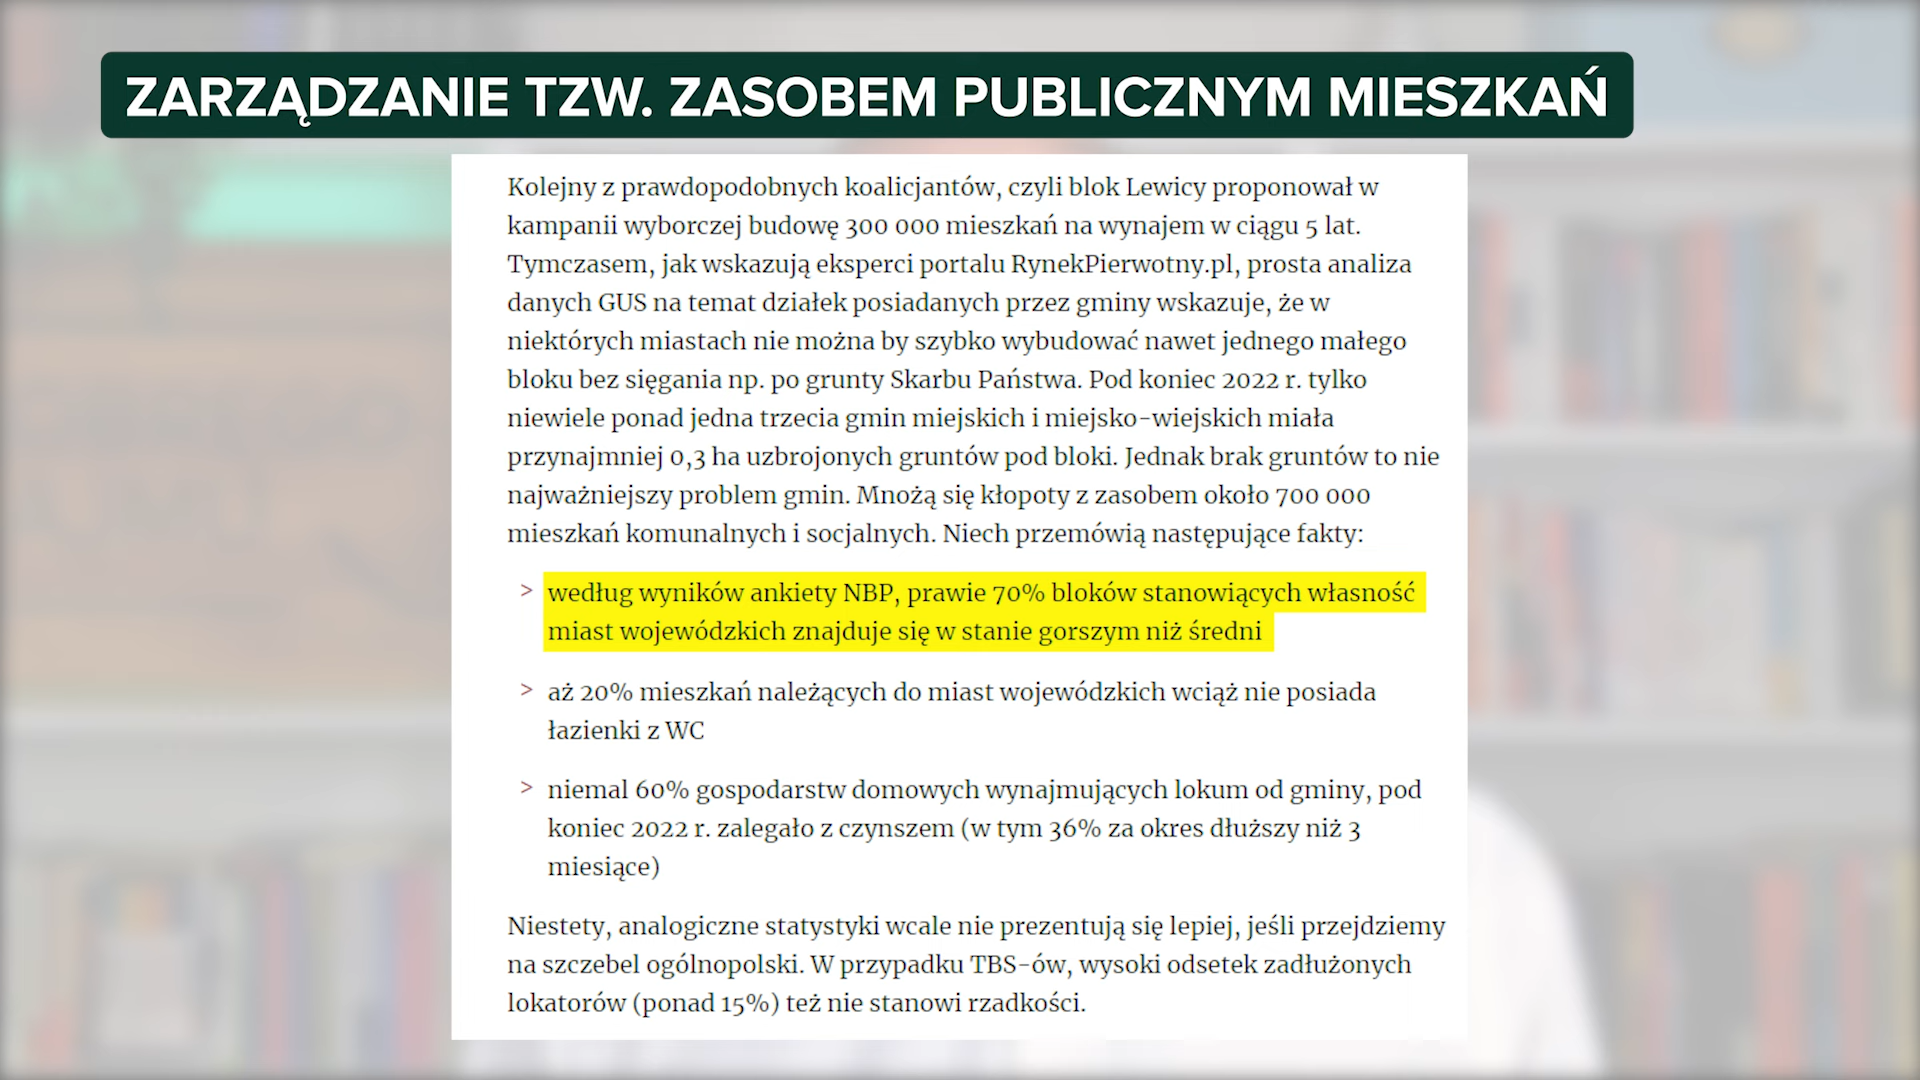 ZARZĄDZANIE TZW. ZASOBEM PUBLICZNYM MIESZKAŃ
Kolejny z prawdopodobnych koalicjantów, czyli blok Lewicy proponował w
kampanii wyborczej budowę 300 000 mieszkań na wynajem w ciągu 5 lat.
Tymczasem, jak wskazują eksperci portalu RynekPierwotny.pl, prosta analiza
danych GUS na temat działek posiadanych przez gminy wskazuje, że w
niektórych miastach nie można by szybko wybudować nawet jednego małego
bloku bez sięgania np. po grunty Skarbu Państwa. Pod koniec 2022 r. tylko
niewiele ponad jedna trzecia gmin miejskich i miejsko-wiejskich miała
przynajmniej 0,3 ha uzbrojonych gruntów pod bloki. Jednak brak gruntów to nie
najważniejszy problem gmin. Mnożą się kłopoty z zasobem około 700 000
mieszkań komunalnych i socjalnych. Niech przemówią następujące fakty:
> według wyników ankiety NBP, prawie 70% bloków stanowiących własność
miast wojewódzkich znajduje się w stanie gorszym niż średni
> aż 20% mieszkań należących do miast wojewódzkich wciąż nie posiada
łazienki z WC
> niemal 60% gospodarstw domowych wynajmujących lokum od gminy, pod
koniec 2022 r. zalegało z czynszem (w tym 36% za okres dłuższy niż 3
miesiące)
Niestety, analogiczne statystyki wcale nie prezentują się lepiej, jeśli przejdziemy
na szczebel ogólnopolski. W przypadku TBS-ów, wysoki odsetek zadłużonych
lokatorów (ponad 15%) też nie stanowi rzadkości.